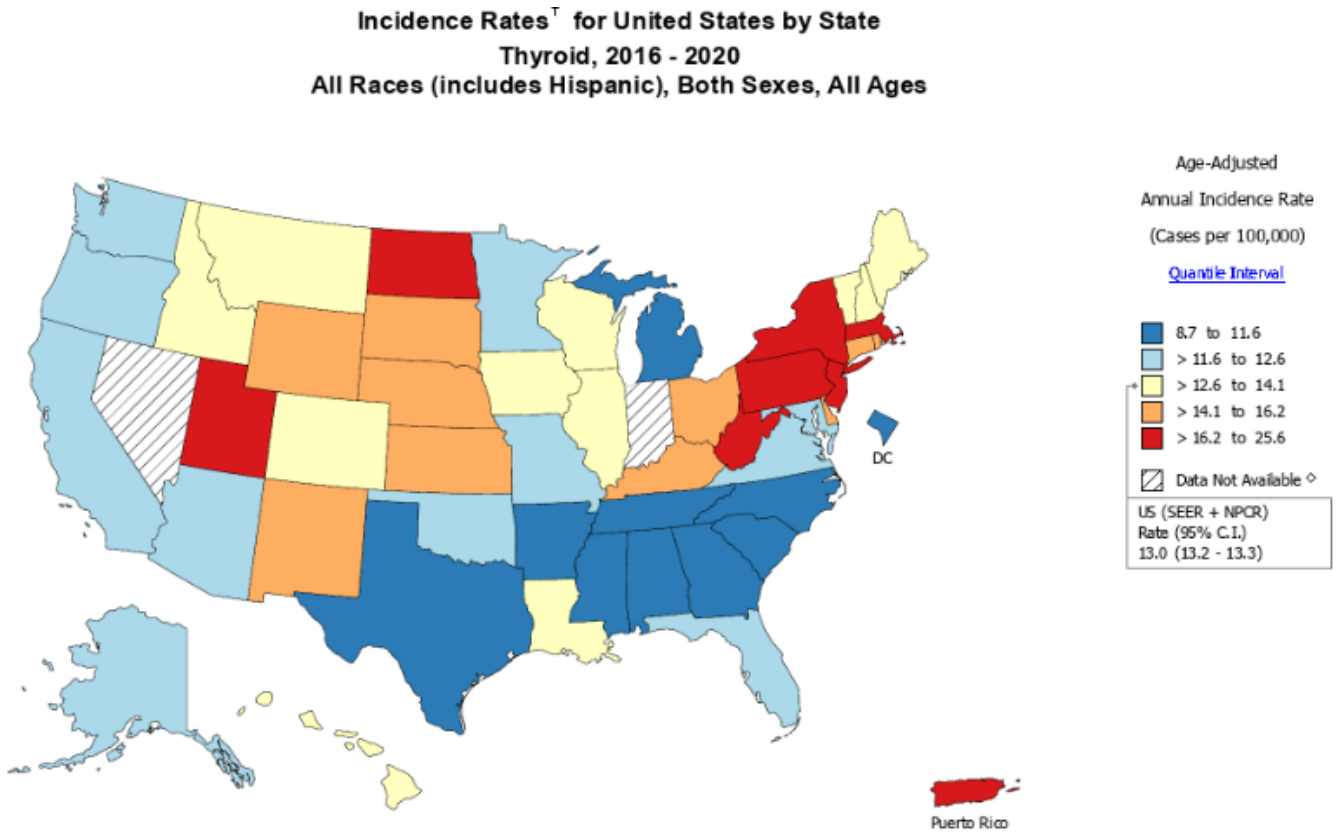 Incidence Rates⊤ for United States by State
Thyroid, 2016 - 2020
All Races (includes Hispanic), Both Sexes, All Ages
Age-Adjusted
Annual Incidence Rate
(Cases per 100,000)
Quantile Interval
8.7 to 11.6
> 11.6 to 12.6
> 12.6 to 14.1
> 14.1 to 16.2
> 16.2 to 25.6
Data Not Available ◇
US (SEER + NPCR)
Rate (95% C.I.)
13.0 (13.2 - 13.3)
DC
Puerto Rico